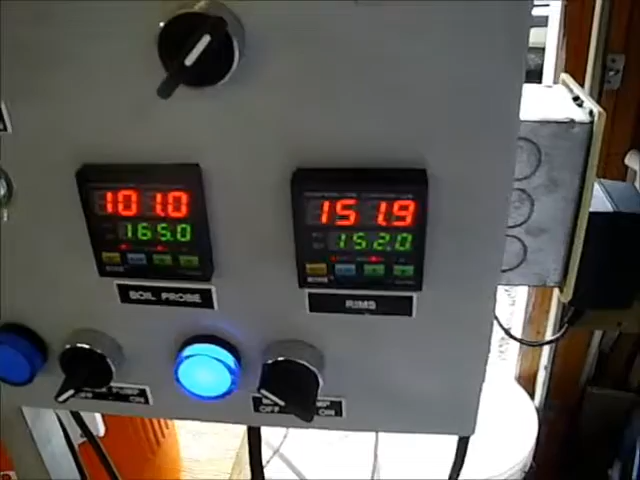 101.0
165.0
BOIL PROBE
151.9
152.0
RIMS
OFF
ON
OFF
ON